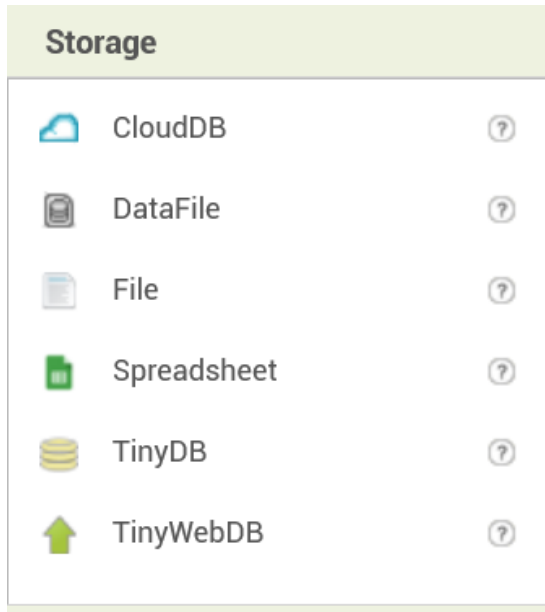 Storage
CloudDB ?
DataFile ?
File ?
Spreadsheet ?
TinyDB ?
TinyWebDB ?